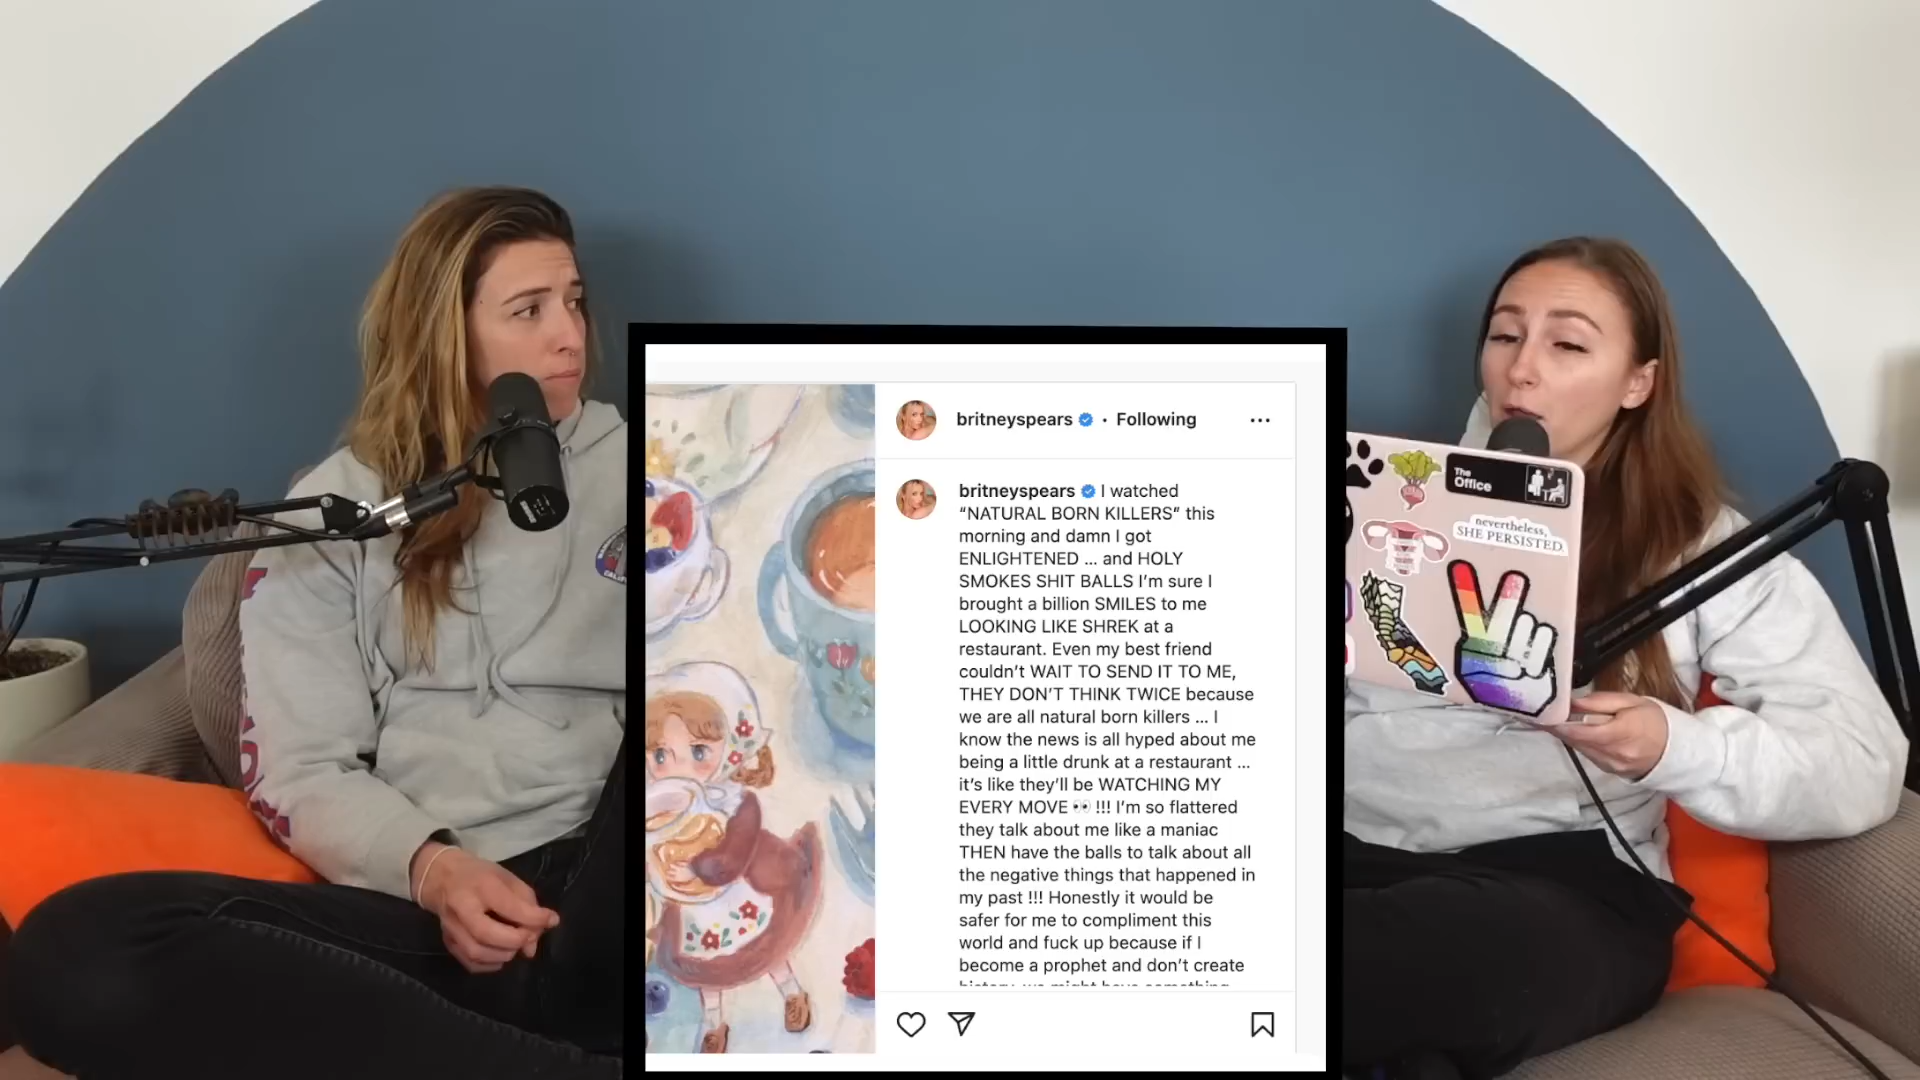 britneyspears • Following
britneyspears I watched
“NATURAL BORN KILLERS” this
morning and damn I got
ENLIGHTENED ... and HOLY
SMOKES SHIT BALLS I’m sure I
brought a billion SMILES to me
LOOKING LIKE SHREK at a
restaurant. Even my best friend
couldn’t WAIT TO SEND IT TO ME,
THEY DON’T THINK TWICE because
we are all natural born killers ... I
know the news is all hyped about me
being a little drunk at a restaurant ...
it’s like they’ll be WATCHING MY
EVERY MOVE 👀 !!! I’m so flattered
they talk about me like a maniac
THEN have the balls to talk about all
the negative things that happened in
my past !!! Honestly it would be
safer for me to compliment this
world and fuck up because if I
become a prophet and don’t create
The
Office
nevertheless,
SHE PERSISTED.